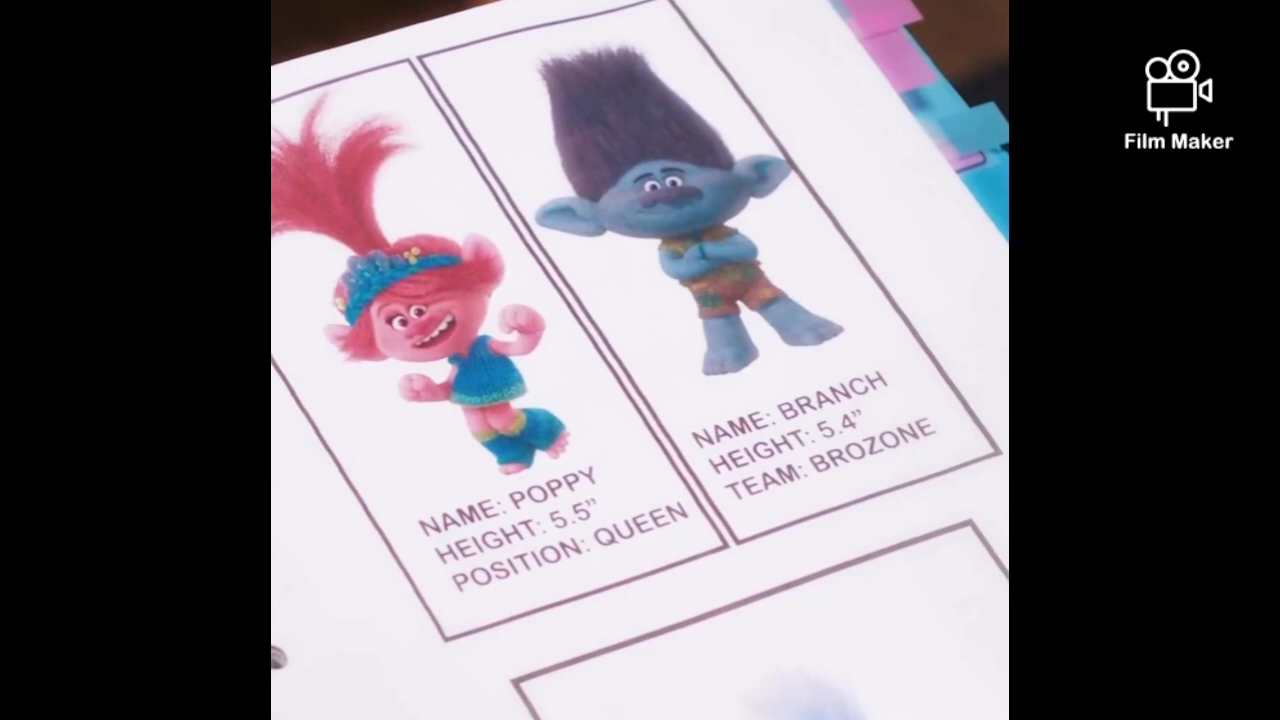 Film Maker
NAME: POPPY
HEIGHT: 5.5”
POSITION: QUEEN
NAME: BRANCH
HEIGHT: 5.4”
TEAM: BROZONE